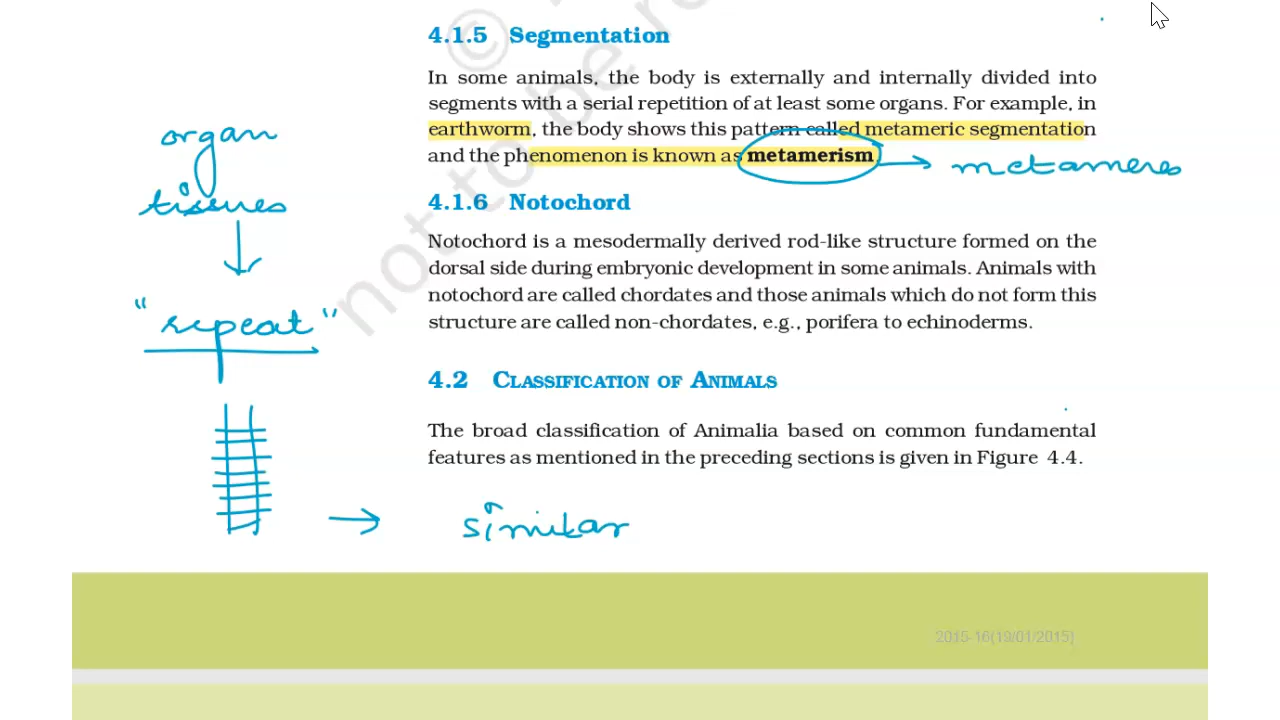 4.1.5 Segmentation
In some animals, the body is externally and internally divided into
segments with a serial repetition of at least some organs. For example, in
earthworm, the body shows this pattern called metameric segmentation
and the phenomenon is known as metamerism
metameres
4.1.6 Notochord
Notochord is a mesodermally derived rod-like structure formed on the
dorsal side during embryonic development in some animals. Animals with
notochord are called chordates and those animals which do not form this
structure are called non-chordates, e.g., porifera to echinoderms.
4.2 CLASSIFICATION OF ANIMALS
The broad classification of Animalia based on common fundamental
features as mentioned in the preceding sections is given in Figure 4.4.
organ
tissues
"repeat"
similar
© not to be re
2015-16(19/01/2015)